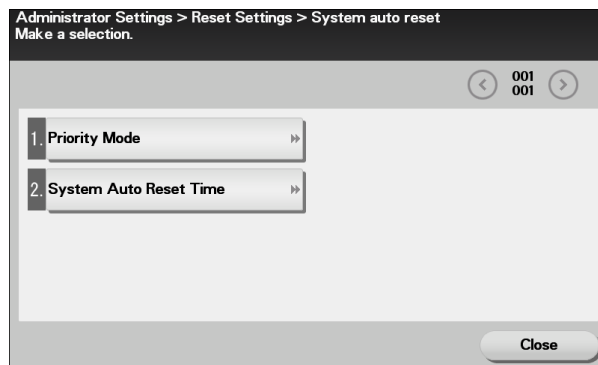 Administrator Settings > Reset Settings > System auto reset
Make a selection.
001
001
1. Priority Mode
2. System Auto Reset Time
Close